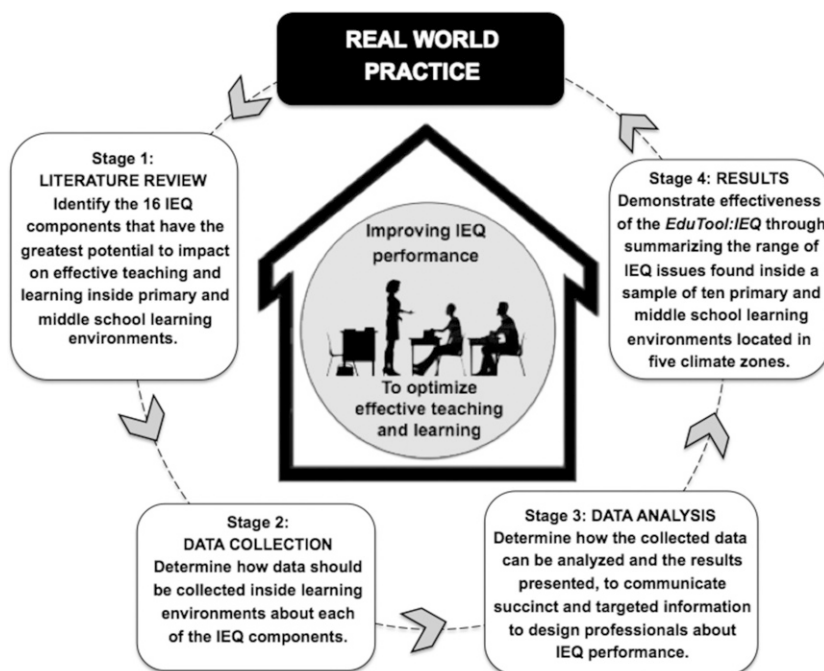 REAL WORLD
PRACTICE
Stage 1:
LITERATURE REVIEW
Identify the 16 IEQ
components that have the
greatest potential to impact
on effective teaching and
learning inside primary and
middle school learning
environments.
Stage 2:
DATA COLLECTION
Determine how data should
be collected inside learning
environments about each
of the IEQ components.
Stage 3: DATA ANALYSIS
Determine how the collected data
can be analyzed and the results
presented, to communicate
succinct and targeted information
to design professionals about
IEQ performance.
Stage 4: RESULTS
Demonstrate effectiveness
of the EduTool:IEQ through
summarizing the range of
IEQ issues found inside a
sample of ten primary and
middle school learning
environments located in
five climate zones.
Improving IEQ
performance
To optimize
effective teaching
and learning